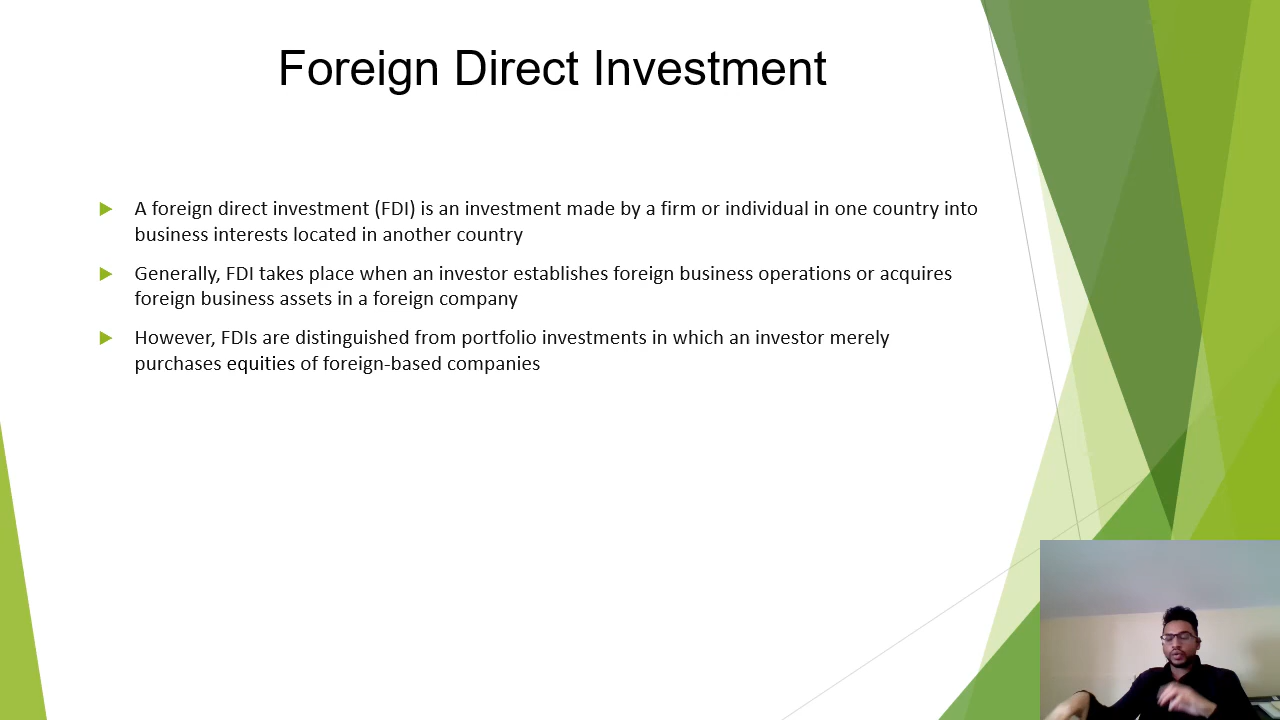 Foreign Direct Investment
A foreign direct investment (FDI) is an investment made by a firm or individual in one country into
business interests located in another country
Generally, FDI takes place when an investor establishes foreign business operations or acquires
foreign business assets in a foreign company
However, FDIs are distinguished from portfolio investments in which an investor merely
purchases equities of foreign-based companies